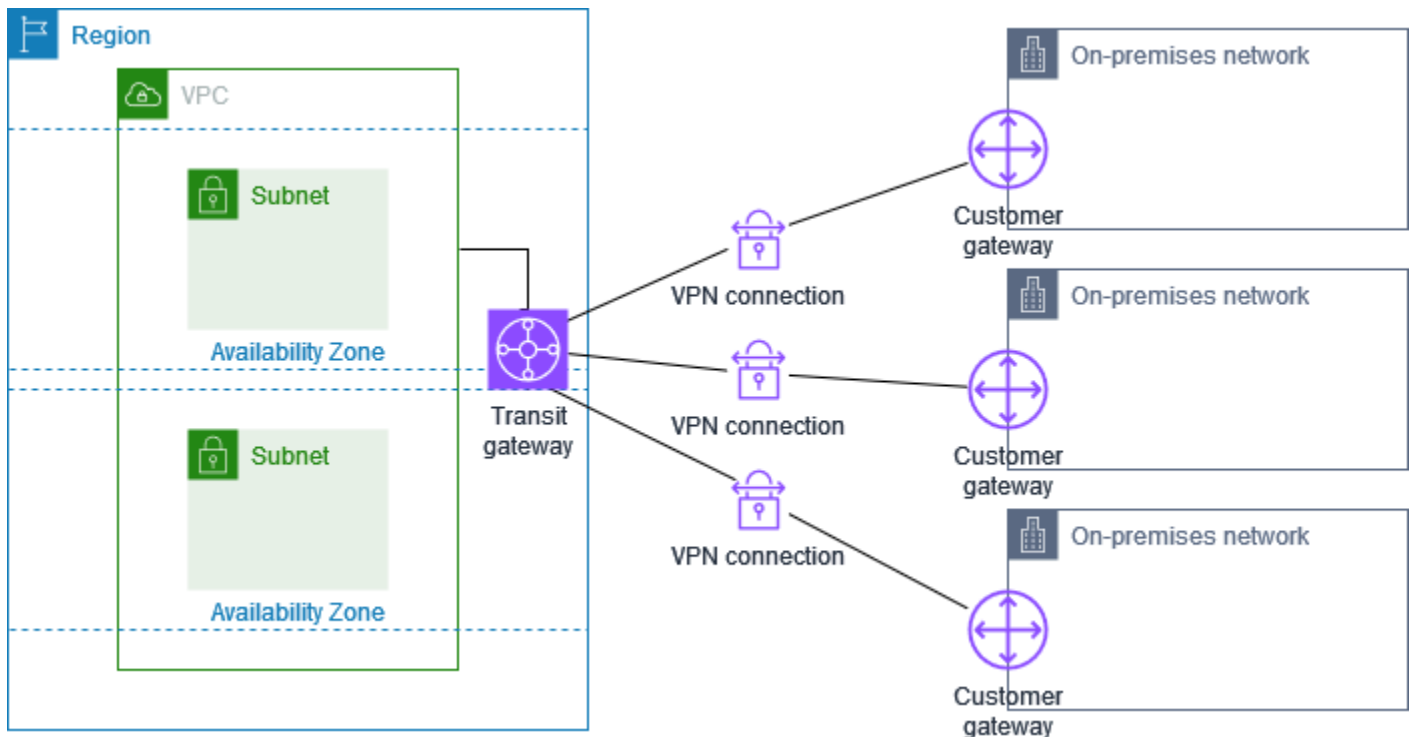 Region
VPC
Subnet
Availability Zone
Subnet
Availability Zone
Transit
gateway
VPN connection
VPN connection
VPN connection
On-premises network
Customer
gateway
On-premises network
Customer
gateway
On-premises network
Customer
gateway